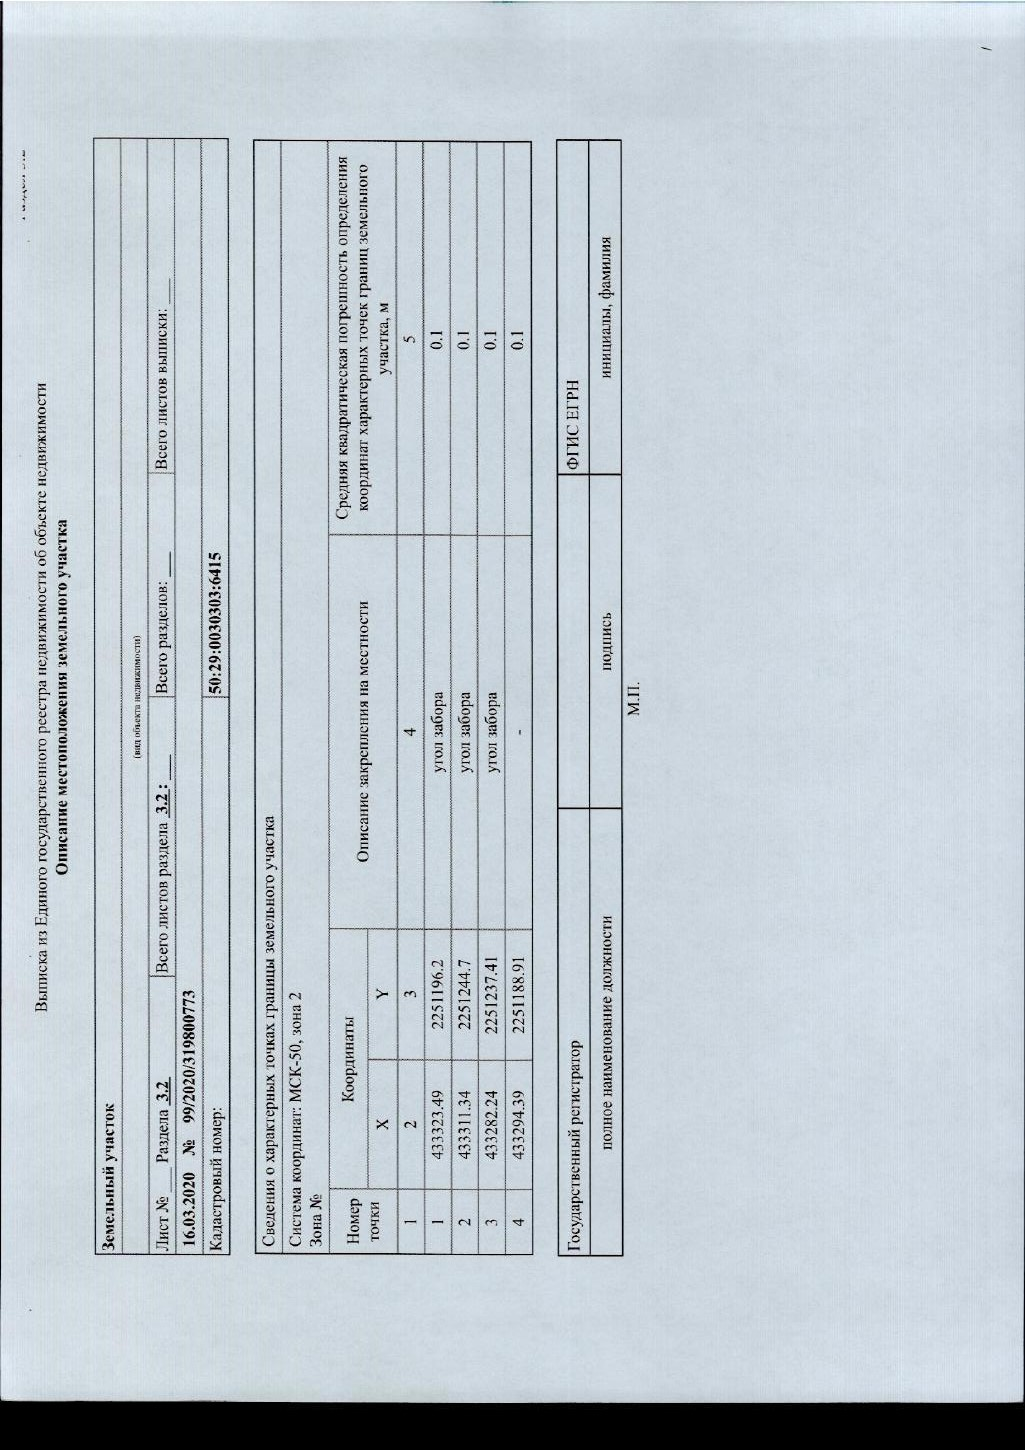 Выписка из Единого государственного реестра недвижимости об объекте недвижимости
Описание местоположения земельного участка
Земельный участок
(вид объекта недвижимости)
Лист № ___ Раздела 3.2 Всего листов раздела 3.2 : ___ Всего разделов: ___ Всего листов выписки: ___
16.03.2020 № 99/2020/319800773
Кадастровый номер: 50:29:0030303:6415
Сведения о характерных точках границы земельного участка
Система координат: МСК-50, зона 2
Зона №
Номер точки Координаты Описание закрепления на местности Средняя квадратическая погрешность определения координат характерных точек границ земельного участка, м
X Y
1 2 3 4 5
1 433323.49 2251196.2 угол забора 0.1
2 433311.34 2251244.7 угол забора 0.1
3 433282.24 2251237.41 угол забора 0.1
4 433294.39 2251188.91 - 0.1
Государственный регистратор ФГИС ЕГРН
полное наименование должности подпись инициалы, фамилия
М.П.